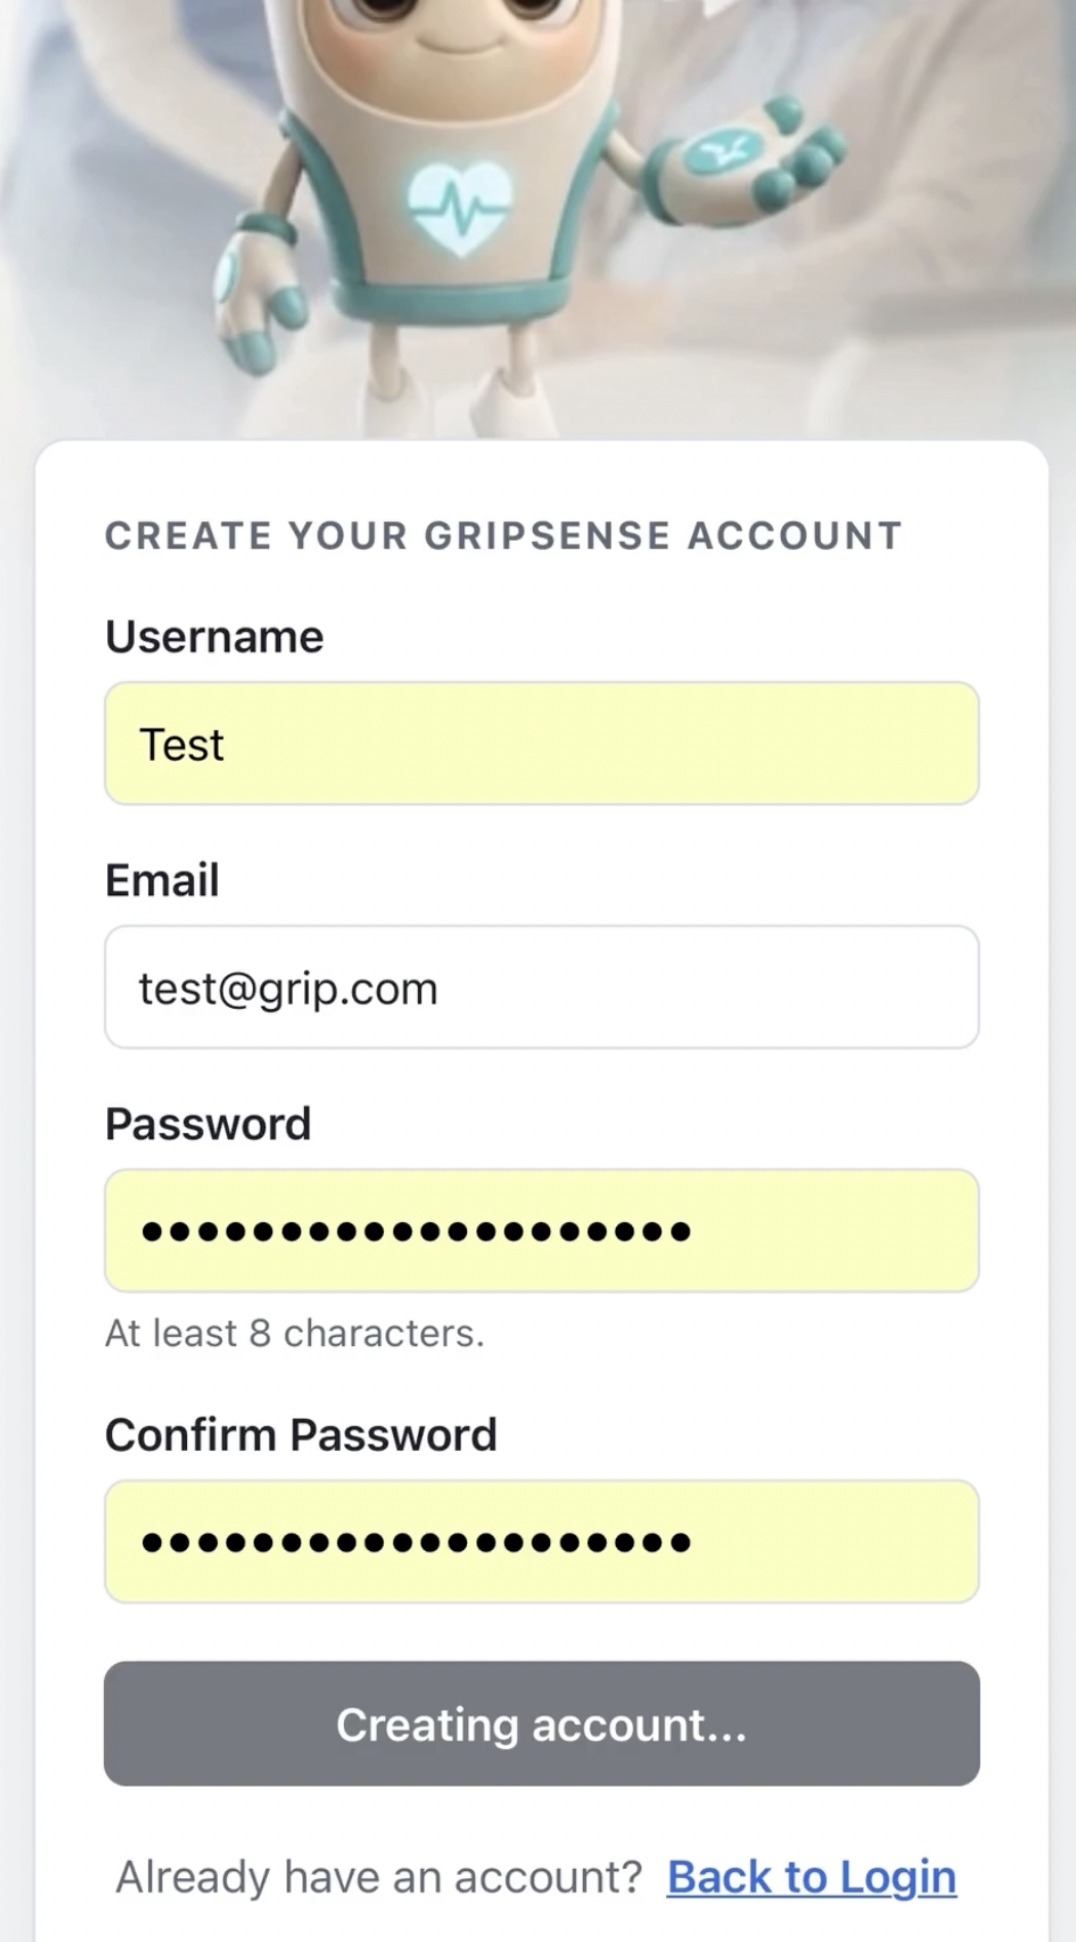 CREATE YOUR GRIPSENSE ACCOUNT
Username
Test
Email
test@grip.com
Password
••••••••••••••••••••
At least 8 characters.
Confirm Password
••••••••••••••••••••
Creating account...
Already have an account? Back to Login